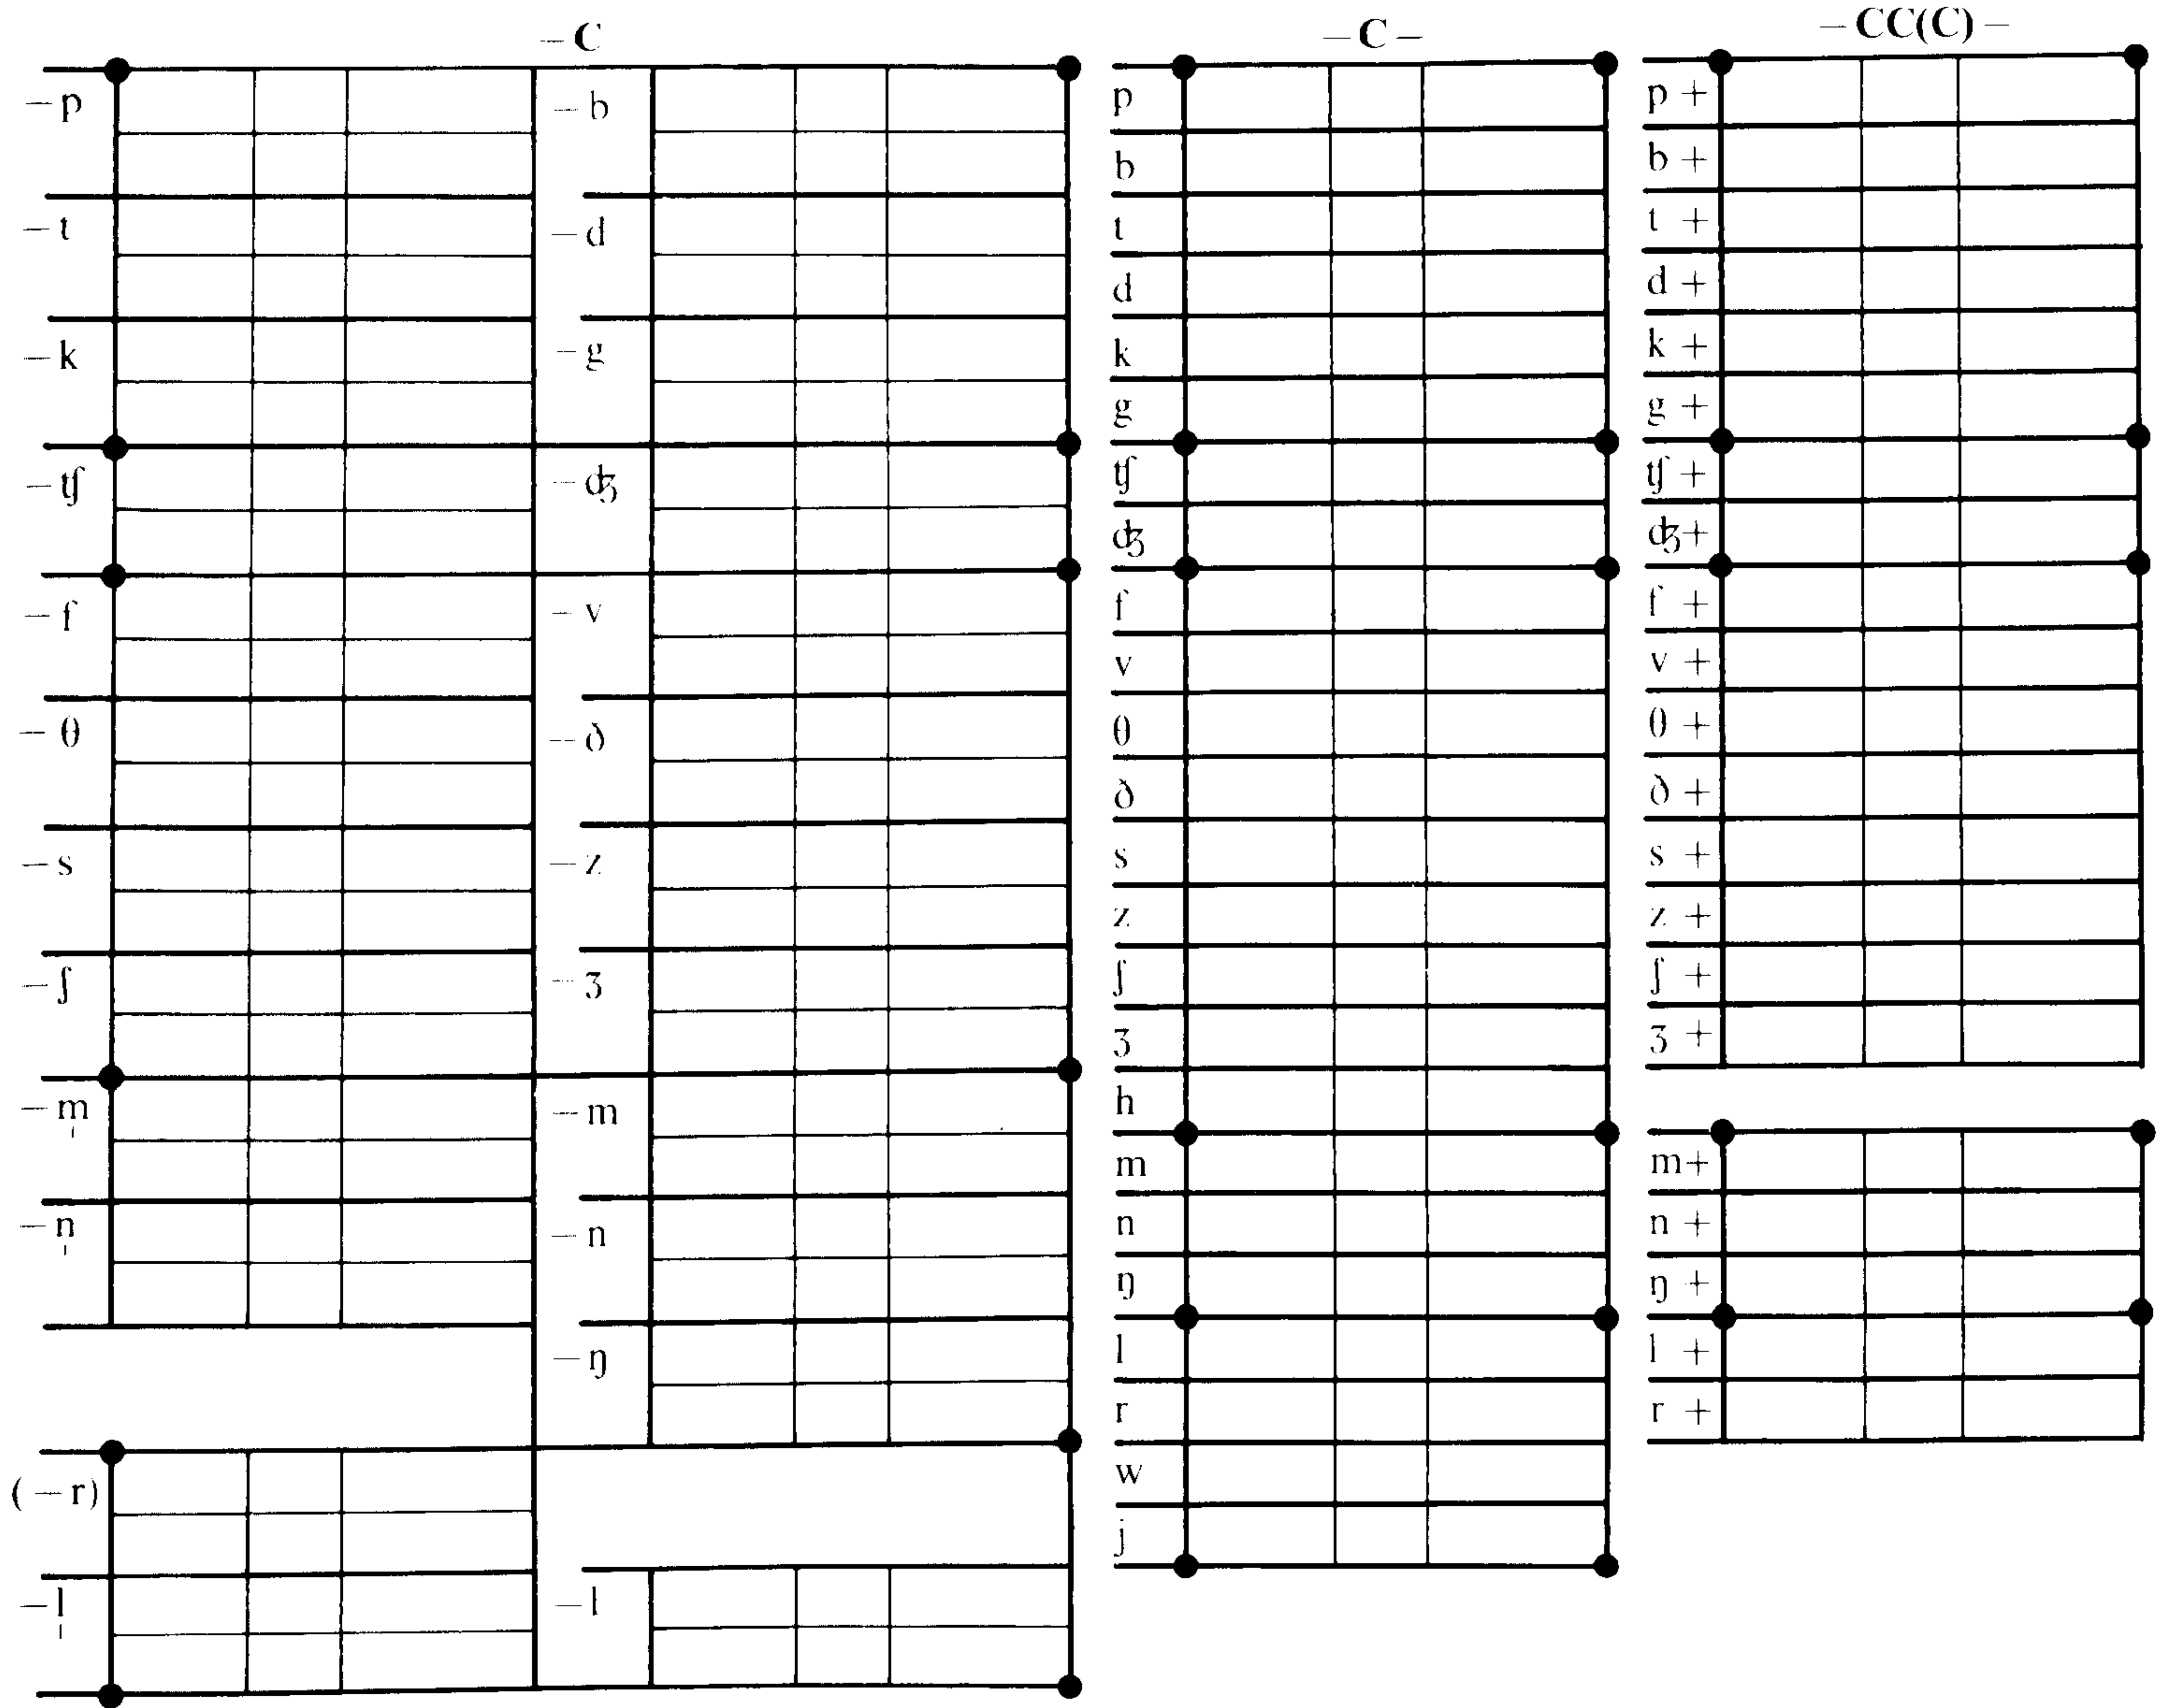 –C
–p –b
–t –d
–k –g
–ʧ –ʤ
–f –v
–θ –ð
–s –z
–ʃ –ʒ
–m̩ –m
–n̩ –n
–ŋ
(–r)
–l̩ –l
–C–
p
b
t
d
k
g
ʧ
ʤ
f
v
θ
ð
s
z
ʃ
ʒ
h
m
n
ŋ
l
r
w
j
–CC(C)–
p +
b +
t +
d +
k +
g +
ʧ +
ʤ+
f +
v +
θ +
ð +
s +
z +
ʃ +
ʒ +
m+
n +
ŋ +
l +
r +